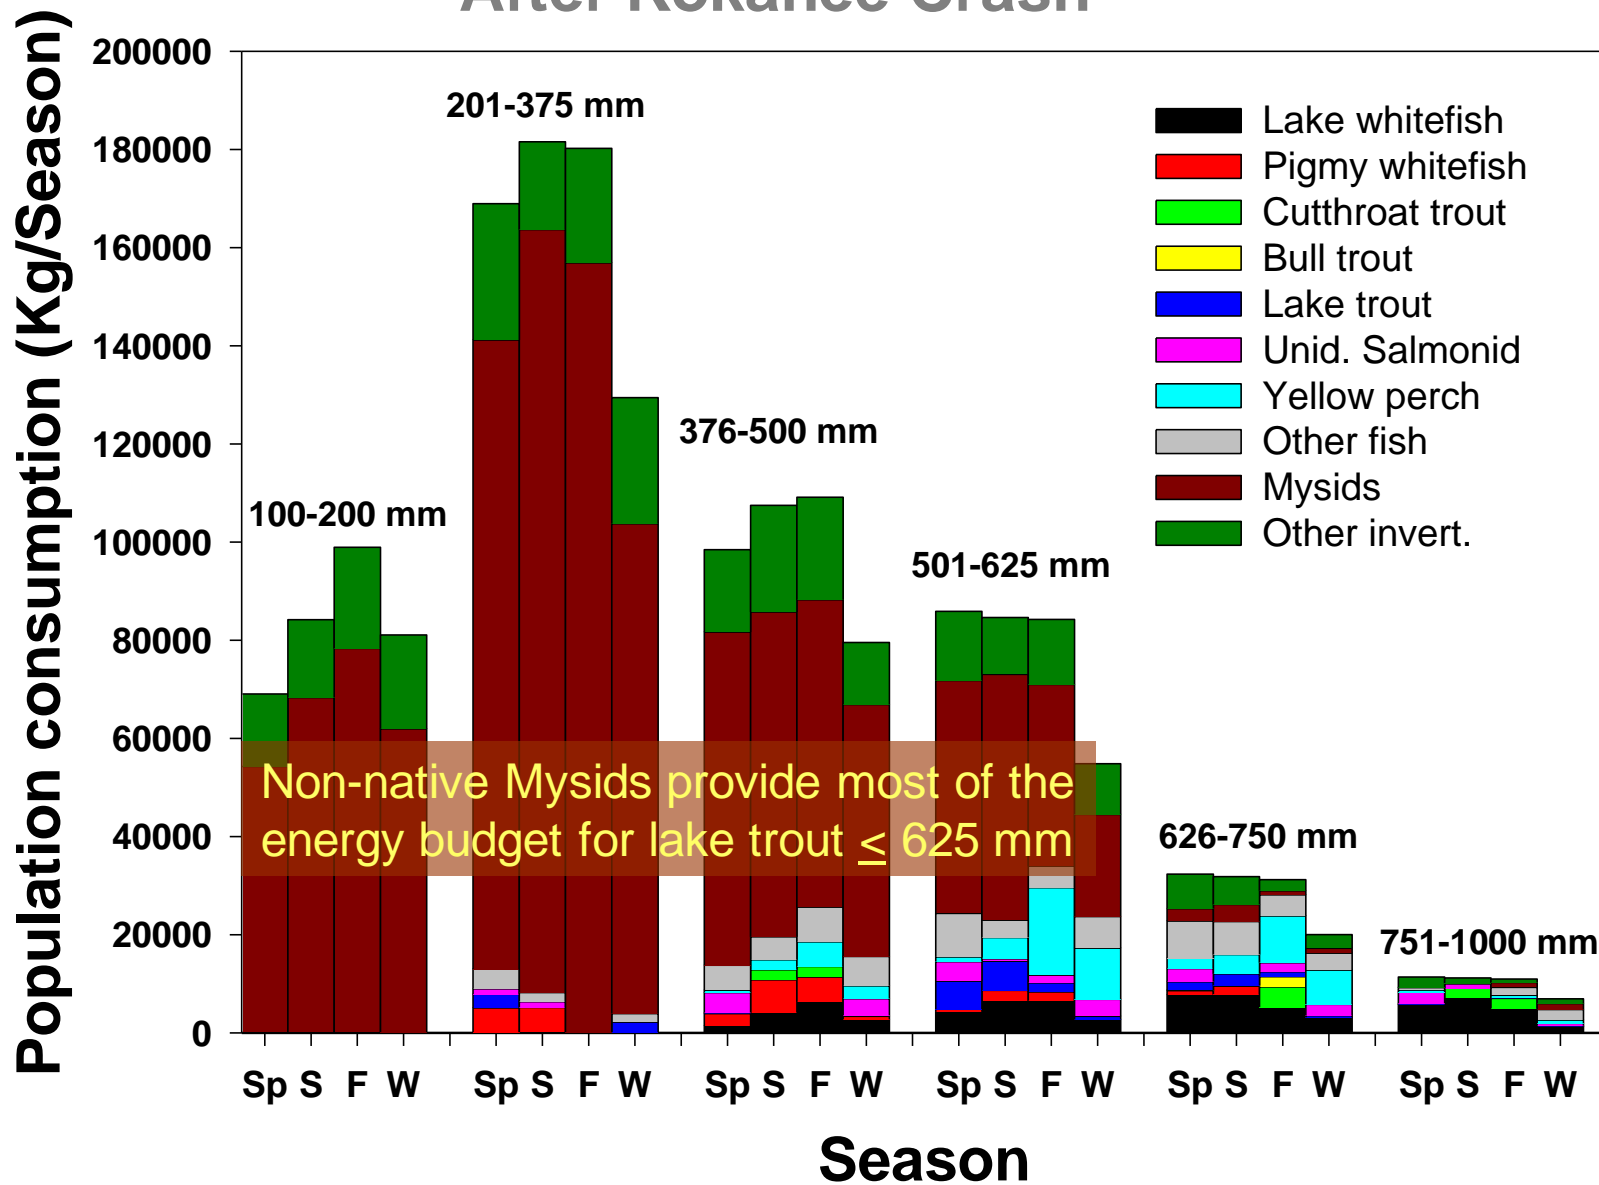 After Kokanee Crash
Population consumption (Kg/Season)
200000
180000
160000
140000
120000
100000
80000
60000
40000
20000
0
100-200 mm
201-375 mm
376-500 mm
501-625 mm
626-750 mm
751-1000 mm
Lake whitefish
Pigmy whitefish
Cutthroat trout
Bull trout
Lake trout
Unid. Salmonid
Yellow perch
Other fish
Mysids
Other invert.
Non-native Mysids provide most of the
energy budget for lake trout ≤ 625 mm
Sp S F W Sp S F W Sp S F W Sp S F W Sp S F W Sp S F W
Season